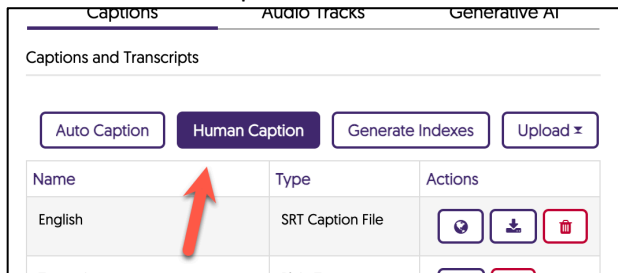 Captions Audio Tracks Generative AI
Captions and Transcripts
Auto Caption Human Caption Generate Indexes Upload
Name Type Actions
English SRT Caption File